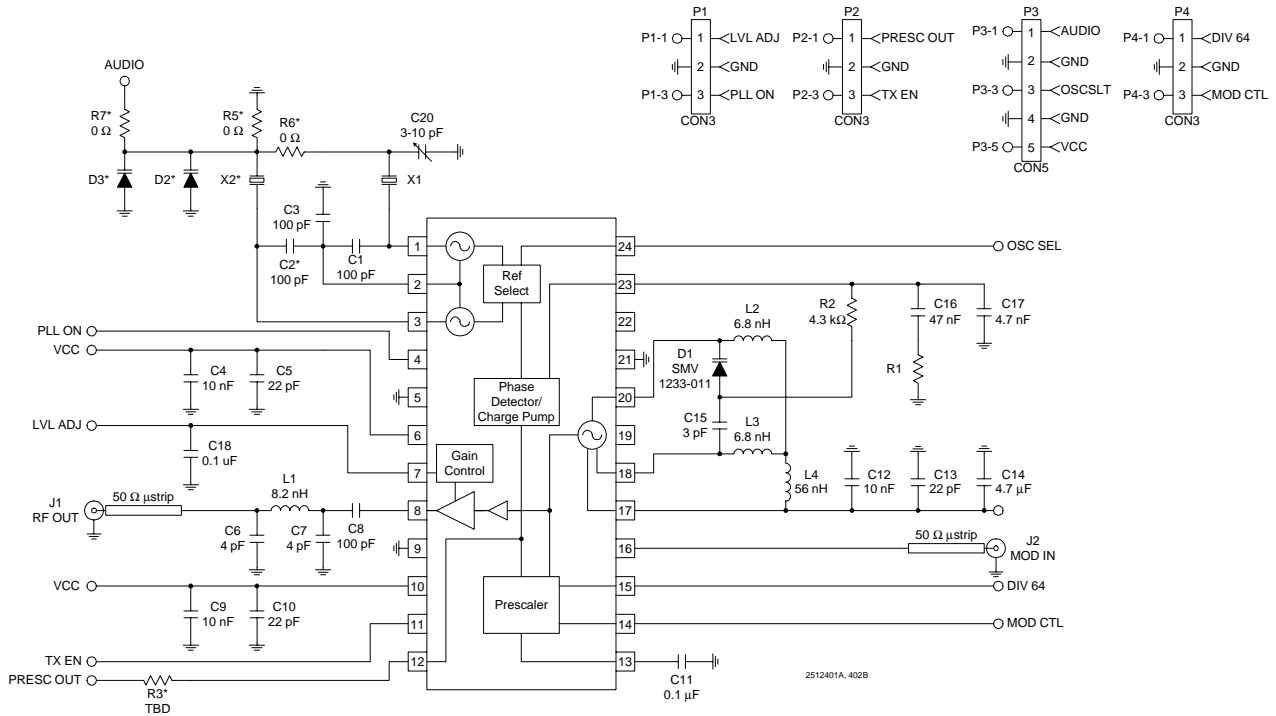 P1
P1-1
1
LVL ADJ
2
GND
P1-3
3
PLL ON
CON3
P2
P2-1
1
PRESC OUT
2
GND
P2-3
3
TX EN
CON3
P3
P3-1
1
AUDIO
2
GND
P3-3
3
OSCSLT
4
GND
P3-5
5
VCC
CON5
P4
P4-1
1
DIV 64
2
GND
P4-3
3
MOD CTL
CON3
AUDIO
R7*
0 Ω
R5*
0 Ω
R6*
0 Ω
C20
3-10 pF
D3*
D2*
X2*
X1
C3
100 pF
C2*
100 pF
C1
100 pF
1
2
3
Ref
Select
24
OSC SEL
23
22
21
20
19
18
17
16
15
14
13
PLL ON
VCC
4
C4
10 nF
C5
22 pF
5
6
LVL ADJ
C18
0.1 uF
7
Phase
Detector/
Charge Pump
Gain
Control
J1
RF OUT
50 Ω µstrip
L1
8.2 nH
C6
4 pF
C7
4 pF
C8
100 pF
8
9
VCC
10
C9
10 nF
C10
22 pF
Prescaler
11
TX EN
PRESC OUT
R3*
TBD
12
L2
6.8 nH
D1
SMV
1233-011
C15
3 pF
L3
6.8 nH
L4
56 nH
R2
4.3 kΩ
C16
47 nF
C17
4.7 nF
R1
C12
10 nF
C13
22 pF
C14
4.7 µF
50 Ω µstrip
J2
MOD IN
DIV 64
MOD CTL
C11
0.1 µF
2512401A, 402B